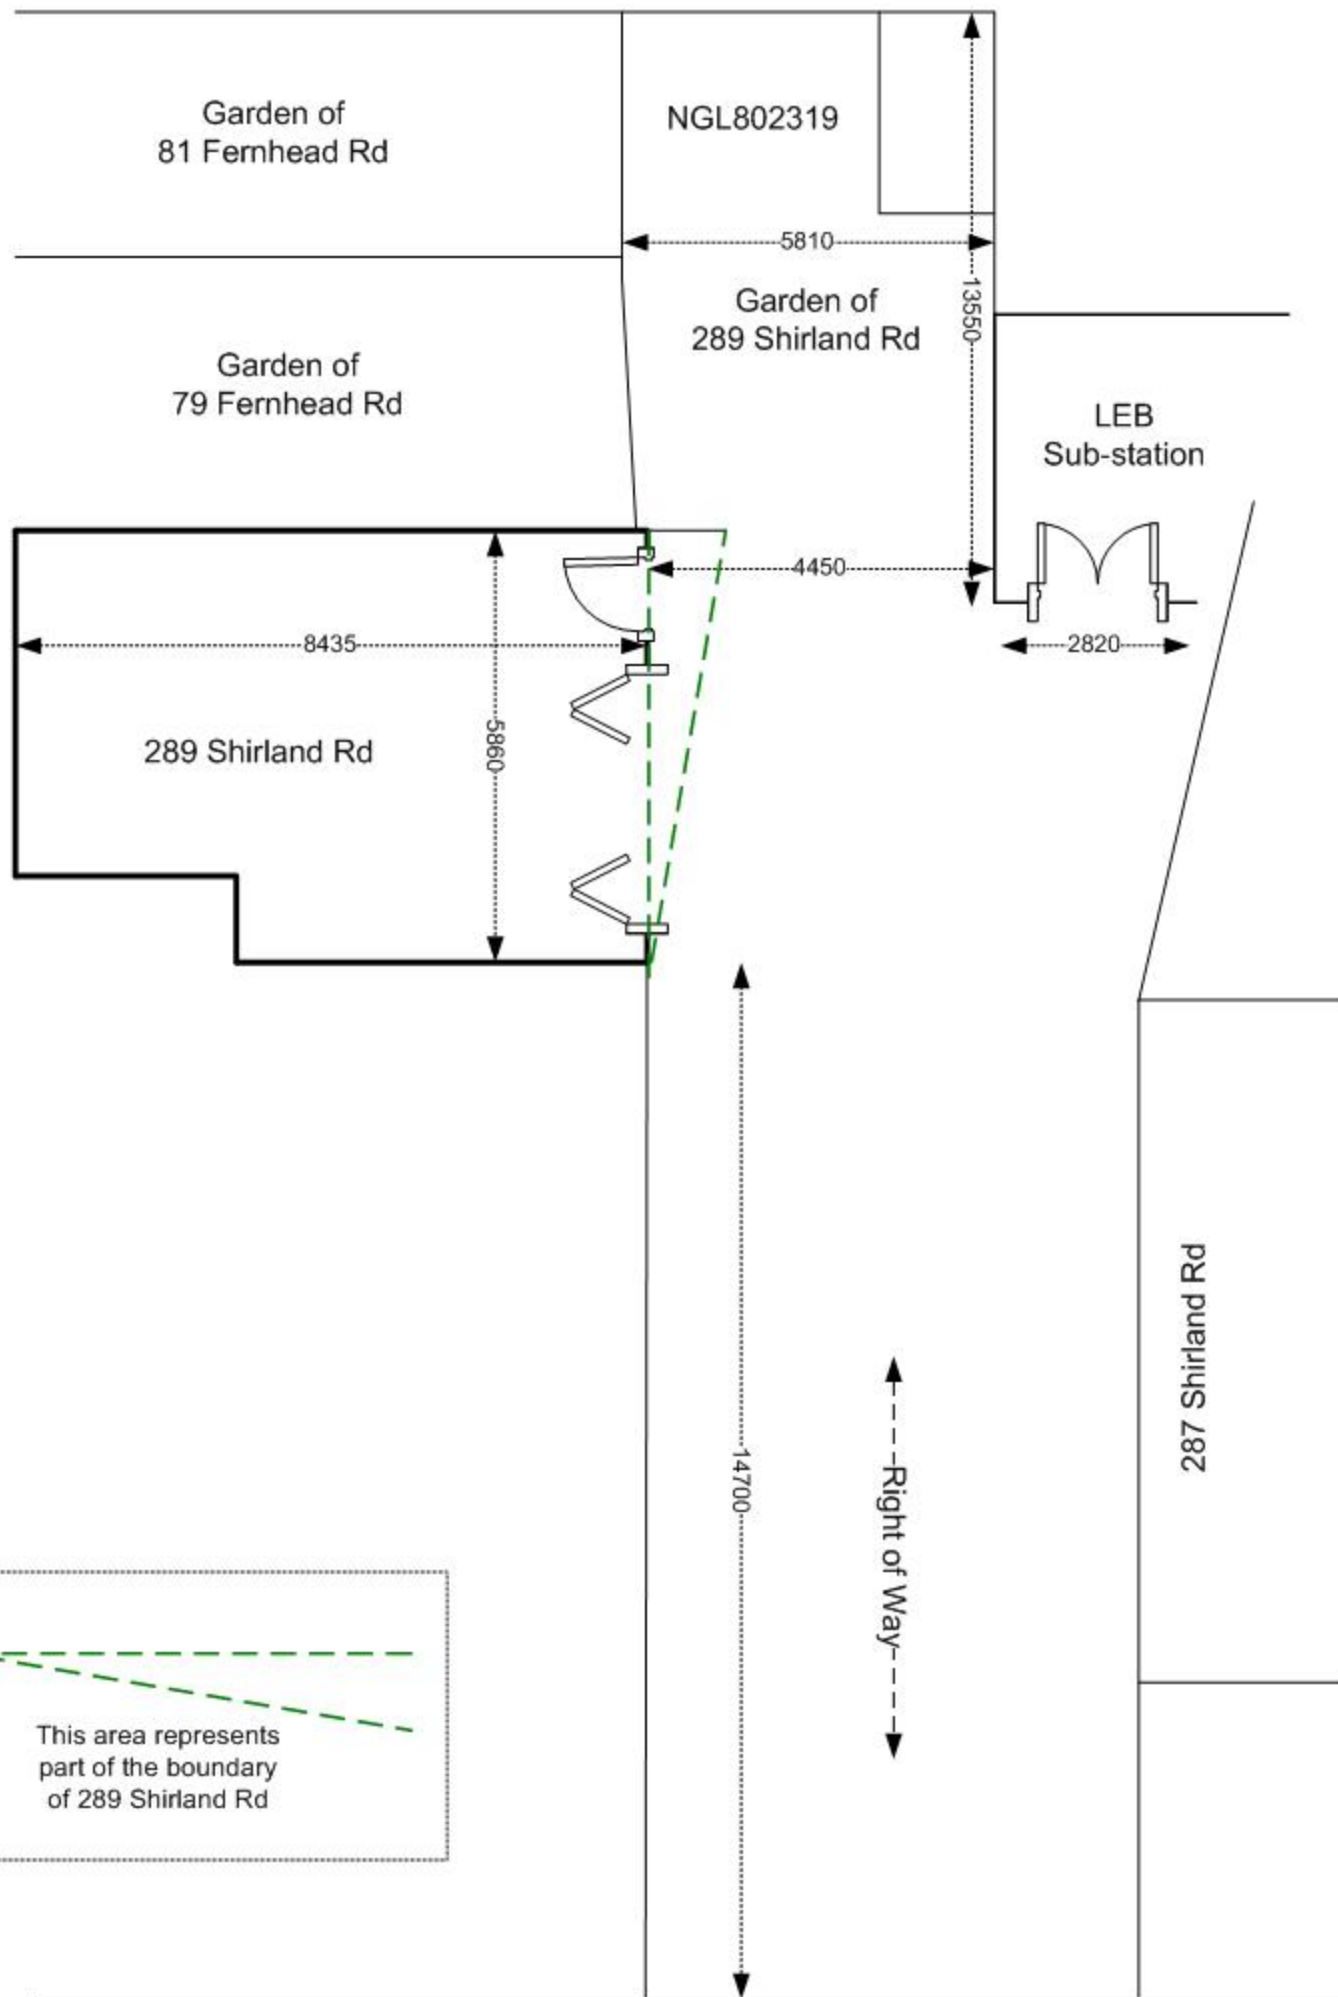 Garden of
81 Fernhead Rd
NGL802319
5810
13550
Garden of
289 Shirland Rd
Garden of
79 Fernhead Rd
LEB
Sub-station
4450
8435
2820
5860
289 Shirland Rd
287 Shirland Rd
14700
Right of Way
This area represents
part of the boundary
of 289 Shirland Rd